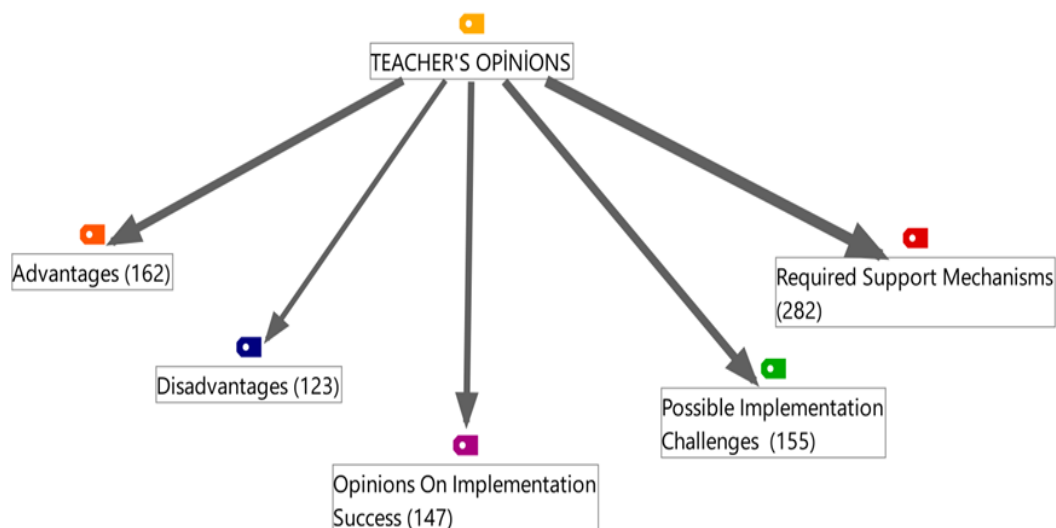 TEACHER'S OPİNİONS
Advantages (162)
Required Support Mechanisms
(282)
Disadvantages (123)
Possible Implementation
Challenges (155)
Opinions On Implementation
Success (147)